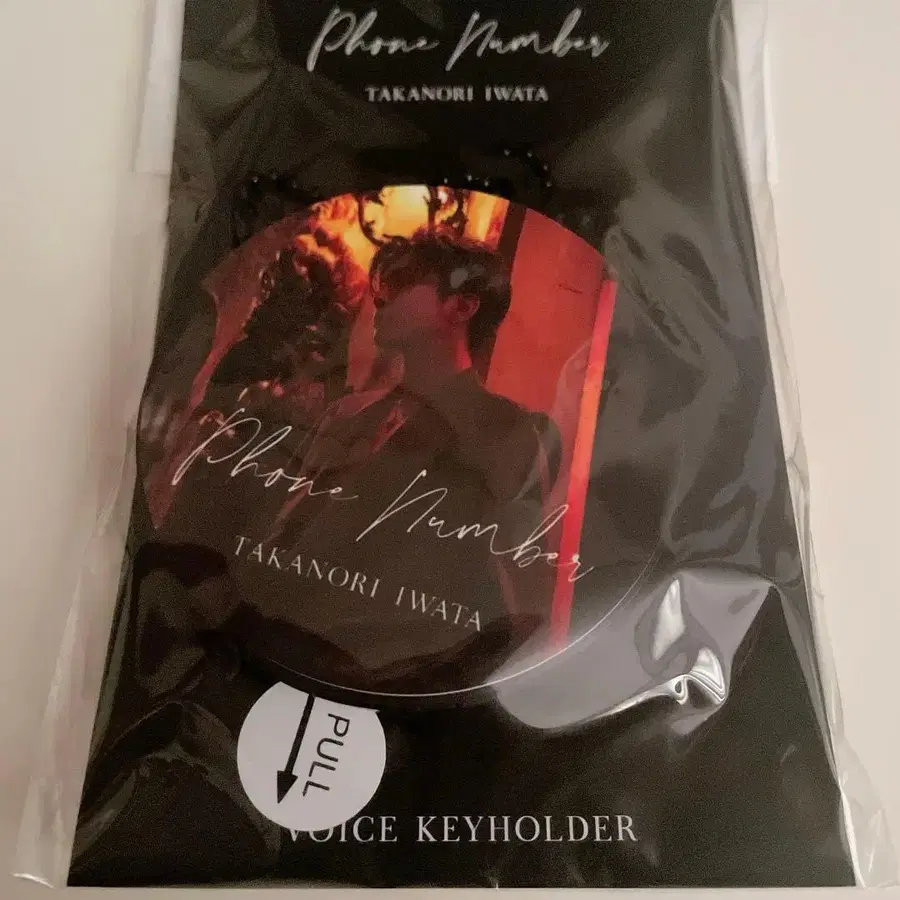 Phone Number
TAKANORI IWATA
Phone Number
TAKANORI IWATA
PULL
VOICE KEYHOLDER